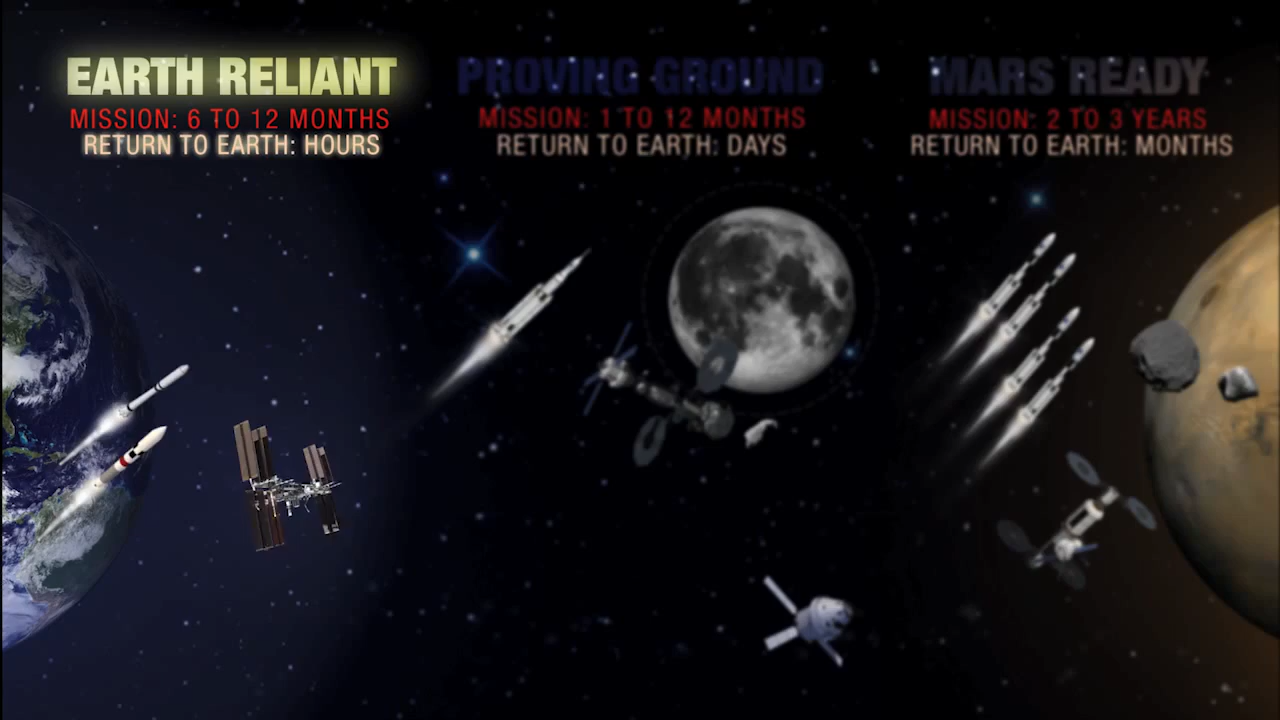 EARTH RELIANT
MISSION: 6 TO 12 MONTHS
RETURN TO EARTH: HOURS
PROVING GROUND
MISSION: 1 TO 12 MONTHS
RETURN TO EARTH: DAYS
MARS READY
MISSION: 2 TO 3 YEARS
RETURN TO EARTH: MONTHS